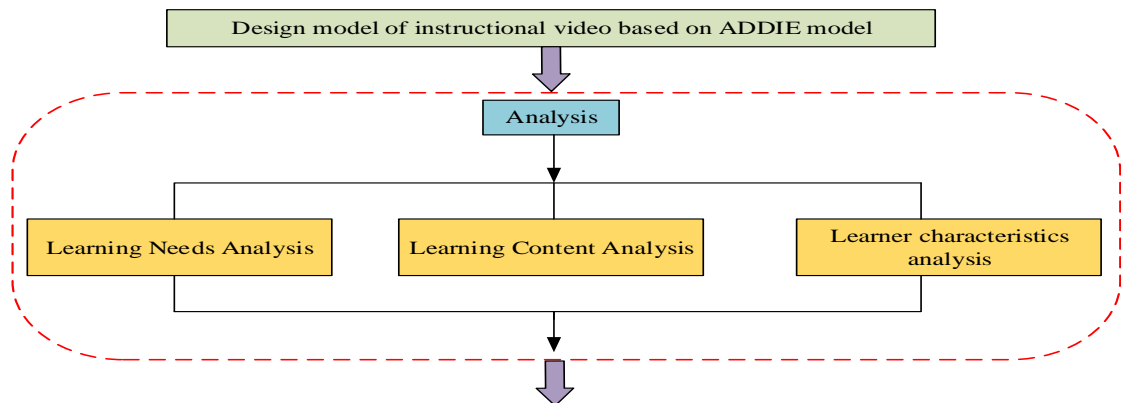 Design model of instructional video based on ADDIE model
Analysis
Learning Needs Analysis
Learning Content Analysis
Learner characteristics
analysis